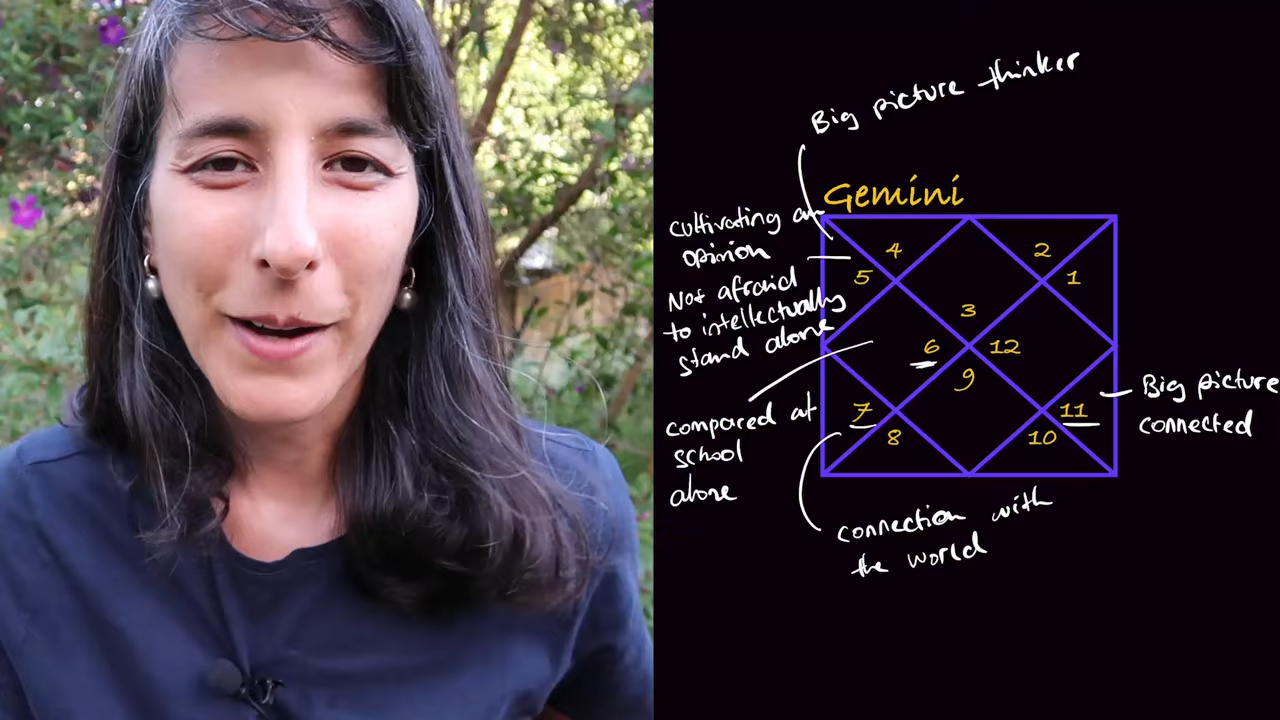 Big picture thinker
Gemini
cultivating an
opinion
Not afraid
to intellectually
stand alone
4
2
5
1
3
6
12
9
7
11
8
10
compared at
school
alone
Big picture
connected
connection with
the world